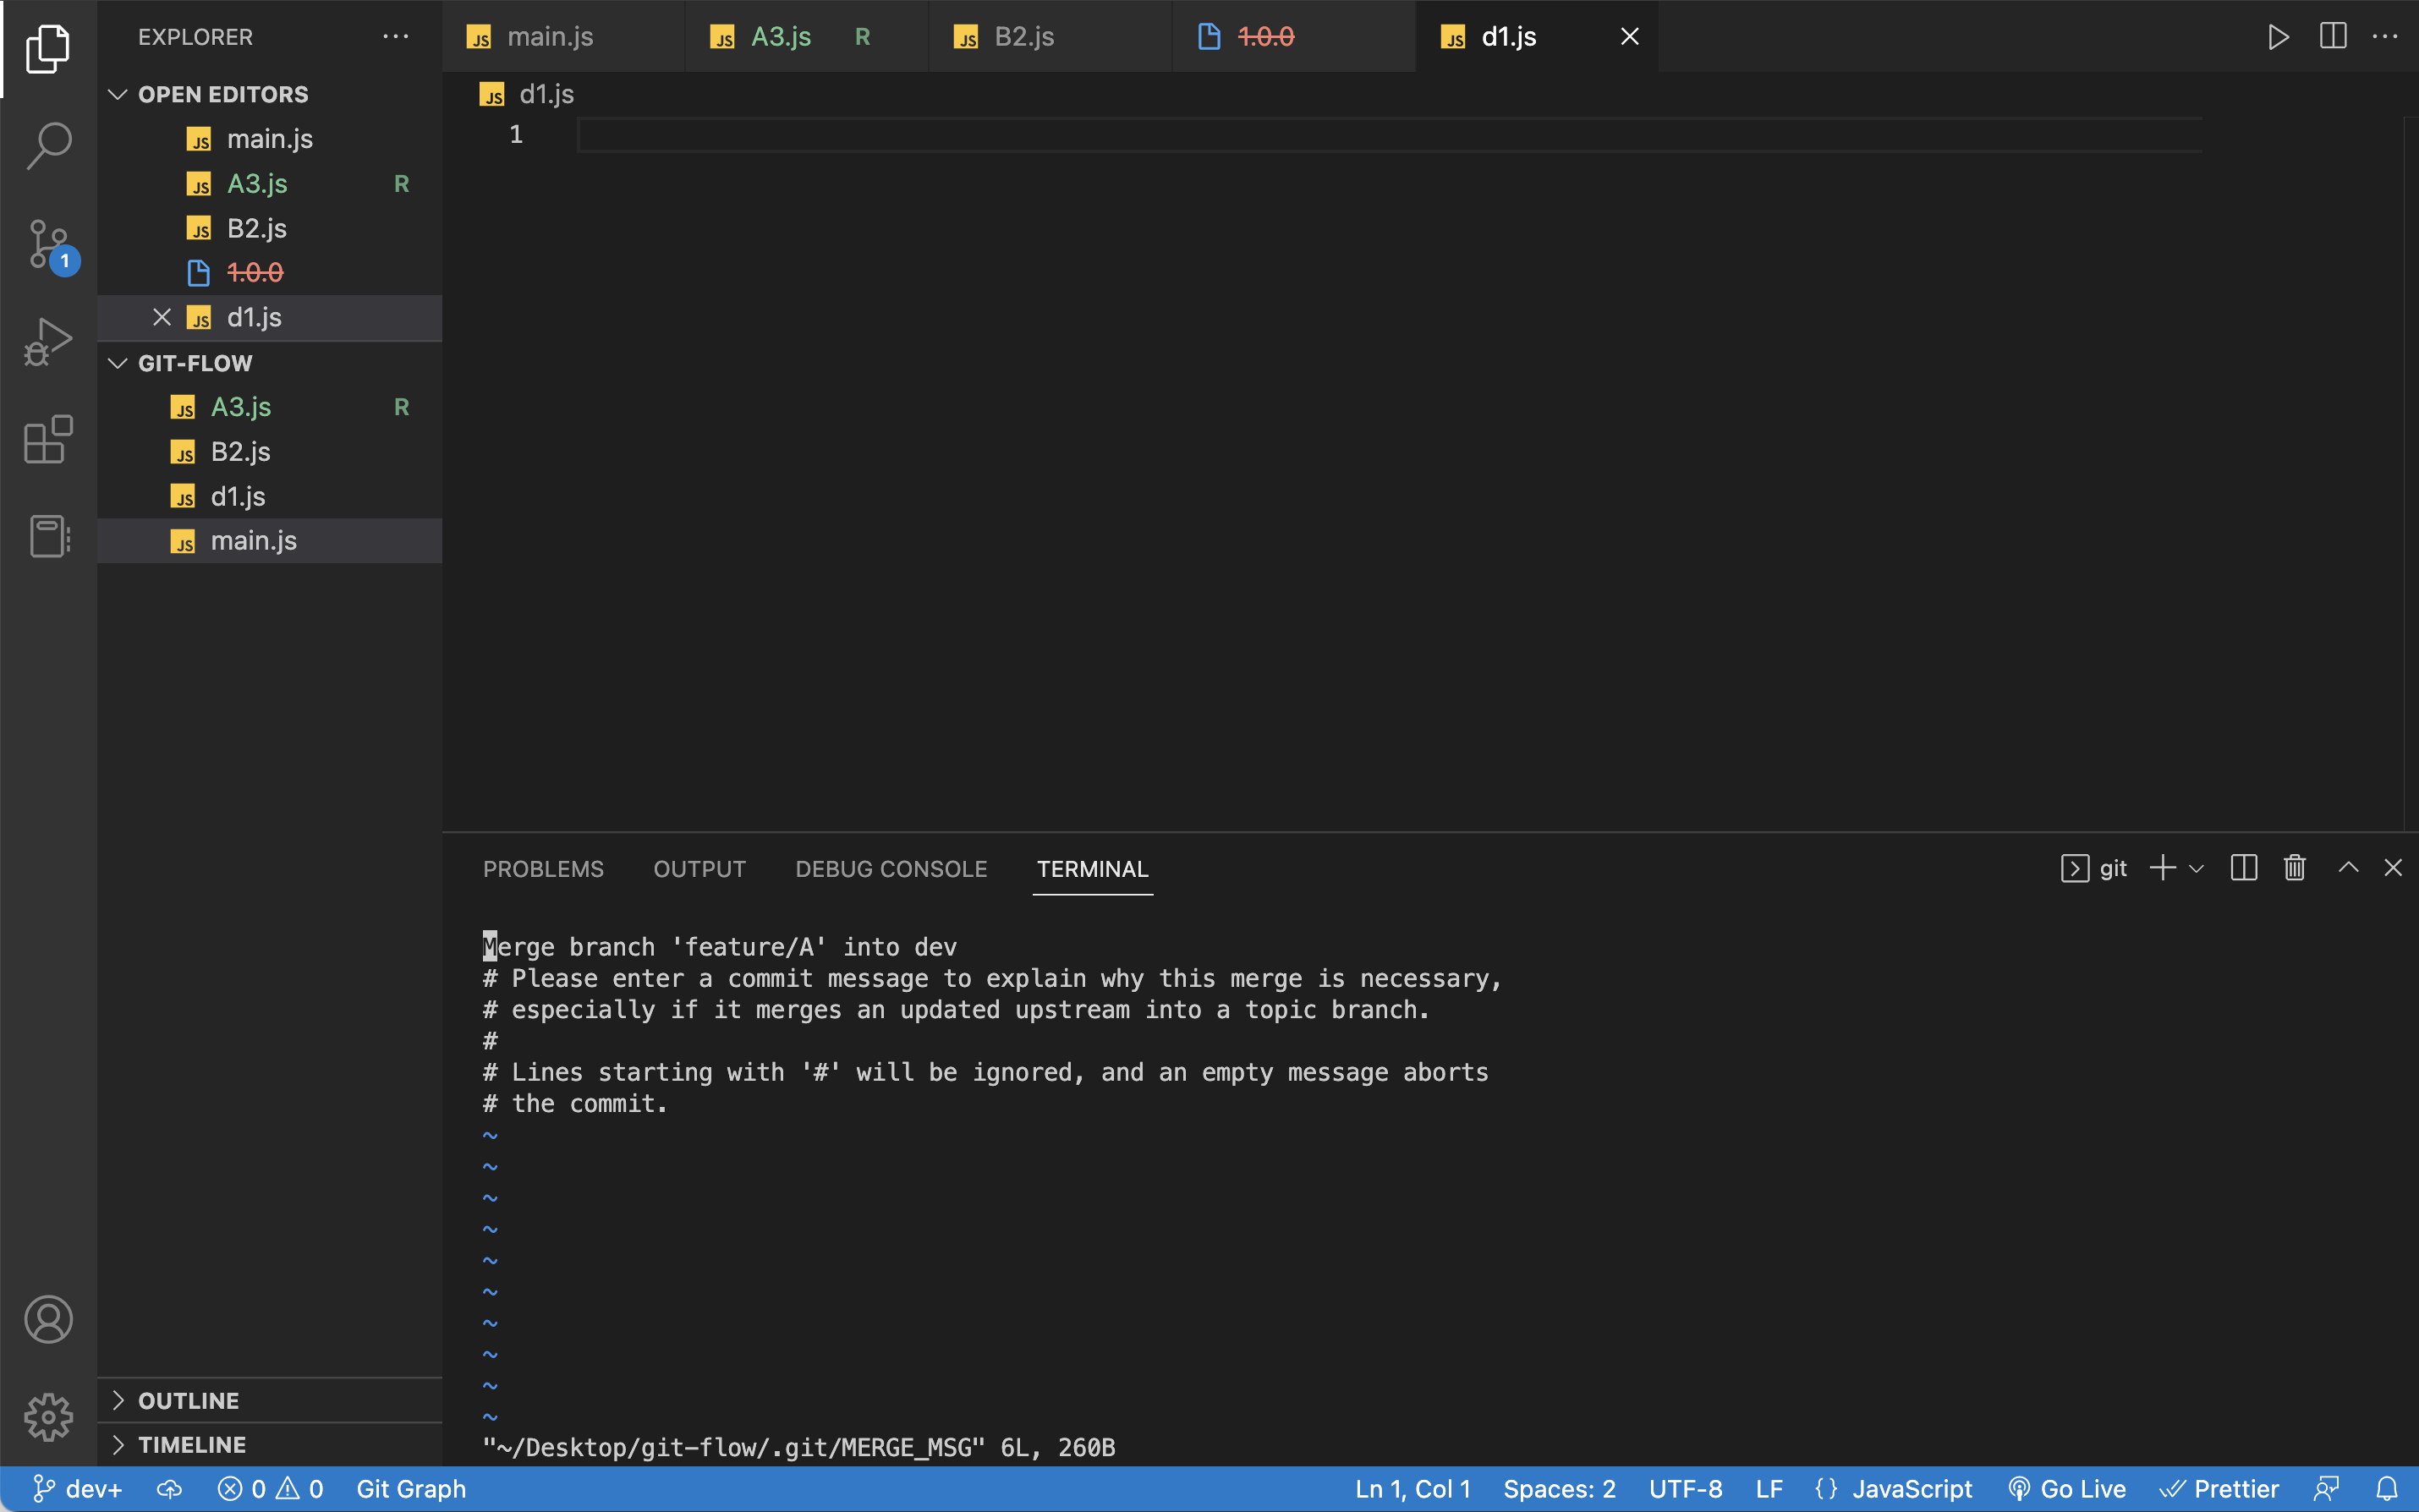 EXPLORER
OPEN EDITORS
JS main.js
JS A3.js R
JS B2.js
1.0.0
JS d1.js
GIT-FLOW
JS A3.js R
JS B2.js
JS d1.js
JS main.js
OUTLINE
TIMELINE
1
JS main.js
JS A3.js R
JS B2.js
1.0.0
JS d1.js
JS d1.js
1
PROBLEMS OUTPUT DEBUG CONSOLE TERMINAL
git
Merge branch 'feature/A' into dev
# Please enter a commit message to explain why this merge is necessary,
# especially if it merges an updated upstream into a topic branch.
#
# Lines starting with '#' will be ignored, and an empty message aborts
# the commit.
~
~
~
~
~
~
~
~
~
~
"~/Desktop/git-flow/.git/MERGE_MSG" 6L, 260B
dev+ 0 0 Git Graph Ln 1, Col 1 Spaces: 2 UTF-8 LF {} JavaScript Go Live Prettier